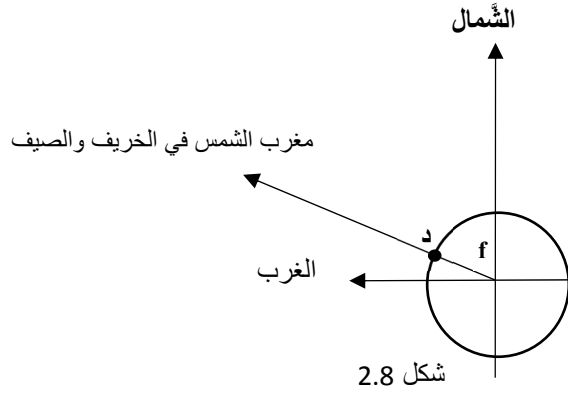 الشَّمال
مغرب الشمس في الخريف والصيف
د
f
الغرب
شكل 2.8